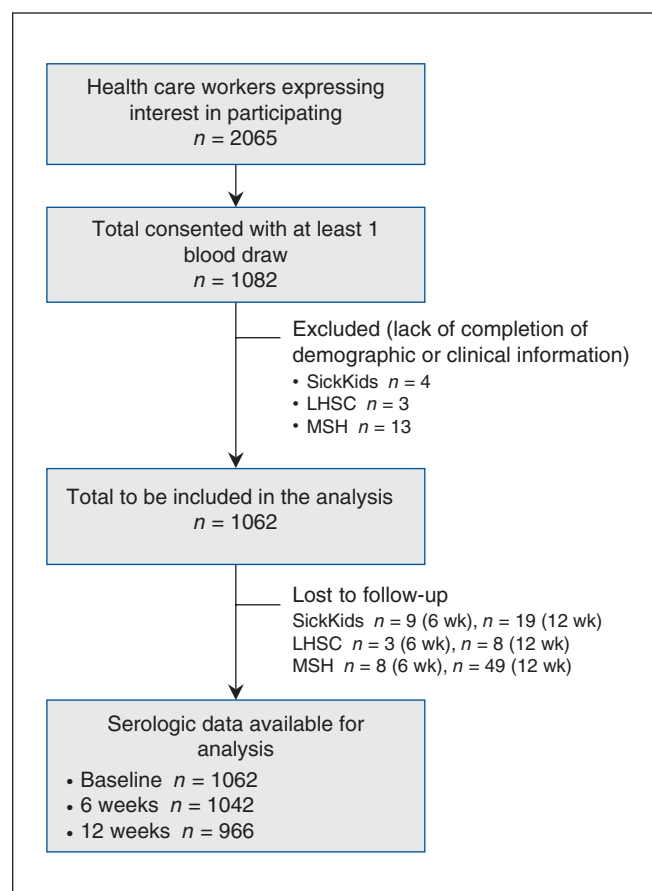 Health care workers expressing
interest in participating
n = 2065
Total consented with at least 1
blood draw
n = 1082
Excluded (lack of completion of
demographic or clinical information)
• SickKids n = 4
• LHSC n = 3
• MSH n = 13
Total to be included in the analysis
n = 1062
Lost to follow-up
SickKids n = 9 (6 wk), n = 19 (12 wk)
LHSC n = 3 (6 wk), n = 8 (12 wk)
MSH n = 8 (6 wk), n = 49 (12 wk)
Serologic data available for
analysis
• Baseline n = 1062
• 6 weeks n = 1042
• 12 weeks n = 966